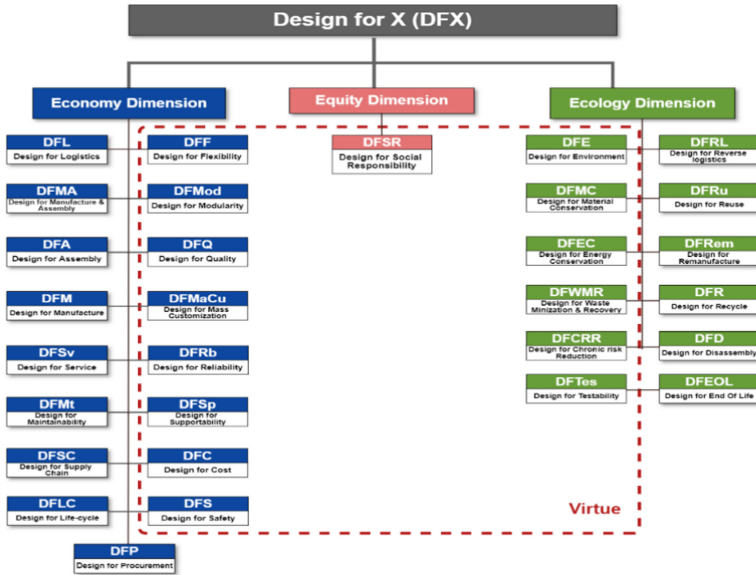 Design for X (DFX)
Economy Dimension
Equity Dimension
Ecology Dimension
DFL
Design for Logistics
DFF
Design for Flexibility
DFSR
Design for Social
Responsibility
DFE
Design for Environment
DFRL
Design for Reverse
logistics
DFMA
Design for Manufacture &
Assembly
DFMod
Design for Modularity
DFMC
Design for Material
Conservation
DFRu
Design for Reuse
DFA
Design for Assembly
DFQ
Design for Quality
DFEC
Design for Energy
Conservation
DFRem
Design for
Remanufacture
DFM
Design for Manufacture
DFMaCu
Design for Mass
Customization
DFWMR
Design for Waste
Minization & Recovery
DFR
Design for Recycle
DFSv
Design for Service
DFRb
Design for Reliability
DFCRR
Design for Chronic risk
Reduction
DFD
Design for Disassembly
DFMt
Design for
Maintainability
DFSp
Design for
Supportability
DFTes
Design for Testability
DFEOL
Design for End Of Life
DFSC
Design for Supply
Chain
DFC
Design for Cost
DFLC
Design for Life-cycle
DFS
Design for Safety
Virtue
DFP
Design for Procurement